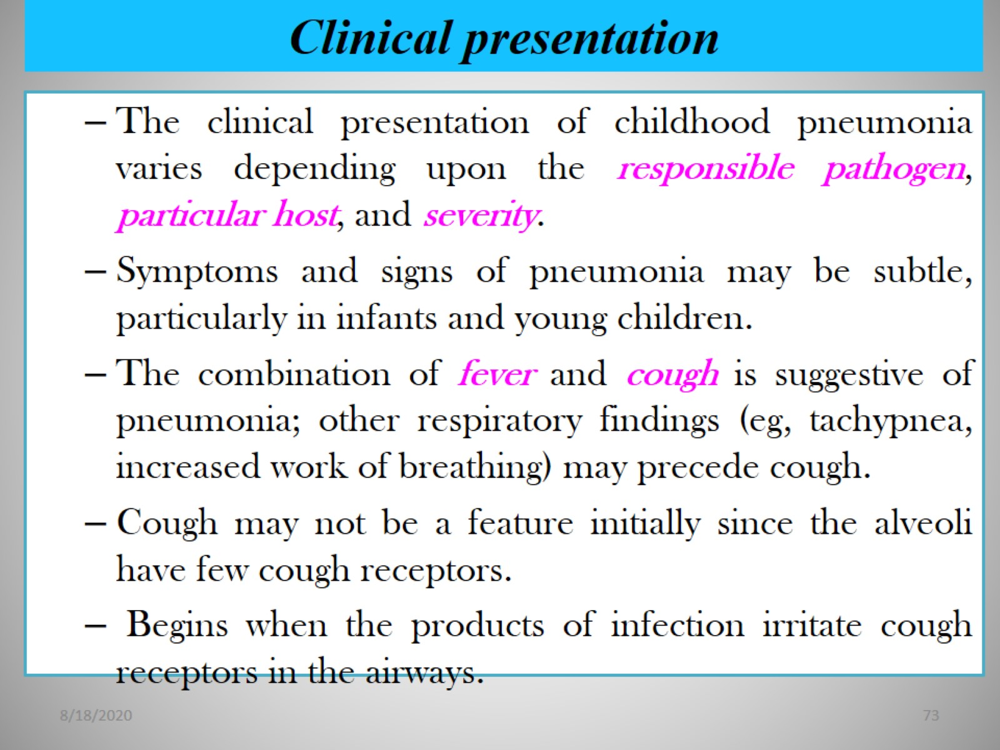 Clinical presentation
– The clinical presentation of childhood pneumonia
varies depending upon the responsible pathogen,
particular host, and severity.
– Symptoms and signs of pneumonia may be subtle,
particularly in infants and young children.
– The combination of fever and cough is suggestive of
pneumonia; other respiratory findings (eg, tachypnea,
increased work of breathing) may precede cough.
– Cough may not be a feature initially since the alveoli
have few cough receptors.
– Begins when the products of infection irritate cough
receptors in the airways.
8/18/2020
73